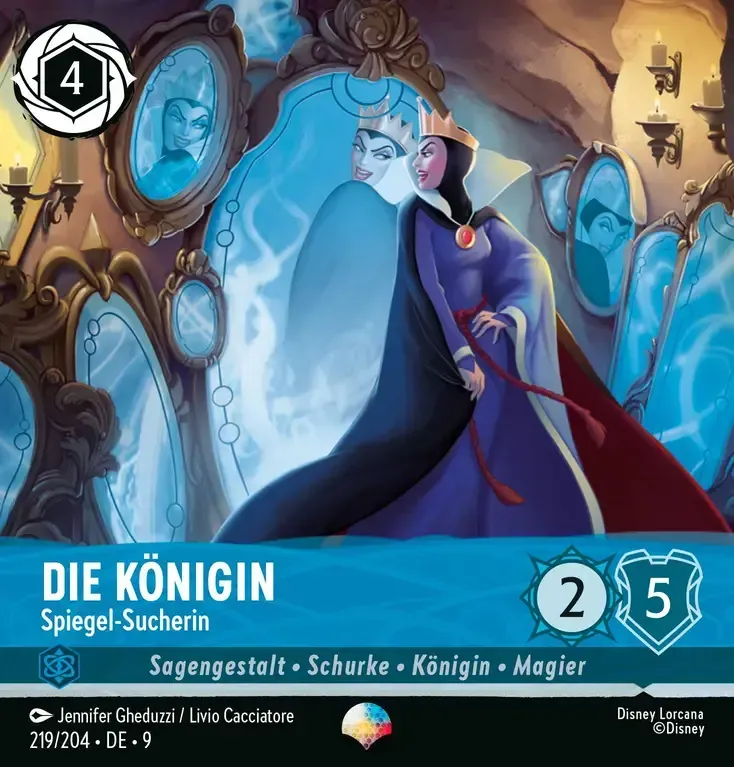 4
DIE KÖNIGIN
Spiegel-Sucherin
2
5
Sagengestalt • Schurke • Königin • Magier
Jennifer Gheduzzi / Livio Cacciatore
219/204 • DE • 9
Disney Lorcana
©Disney